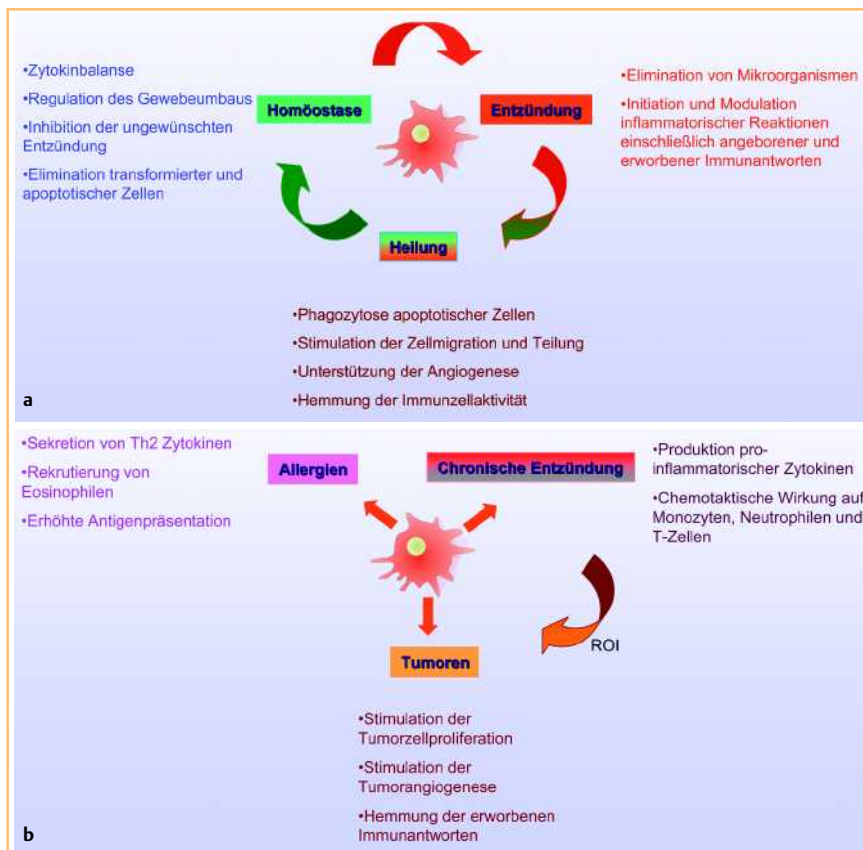 •Zytokinbalanse
•Regulation des Gewebeumbaus
•Inhibition der ungewünschten
Entzündung
•Elimination transformierter und
apoptotischer Zellen
Homöostase
Entzündung
•Elimination von Mikroorganismen
•Initiation und Modulation
inflammatorischer Reaktionen
einschließlich angeborener und
erworbener Immunantworten
Heilung
•Phagozytose apoptotischer Zellen
•Stimulation der Zellmigration und Teilung
•Unterstützung der Angiogenese
•Hemmung der Immunzellaktivität
a
•Sekretion von Th2 Zytokinen
•Rekrutierung von
Eosinophilen
•Erhöhte Antigenpräsentation
Allergien
Chronische Entzündung
•Produktion pro-
inflammatorischer Zytokinen
•Chemotaktische Wirkung auf
Monozyten, Neutrophilen und
T-Zellen
ROI
Tumoren
•Stimulation der
Tumorzellproliferation
•Stimulation der
Tumorangiogenese
•Hemmung der erworbenen
Immunantworten
b